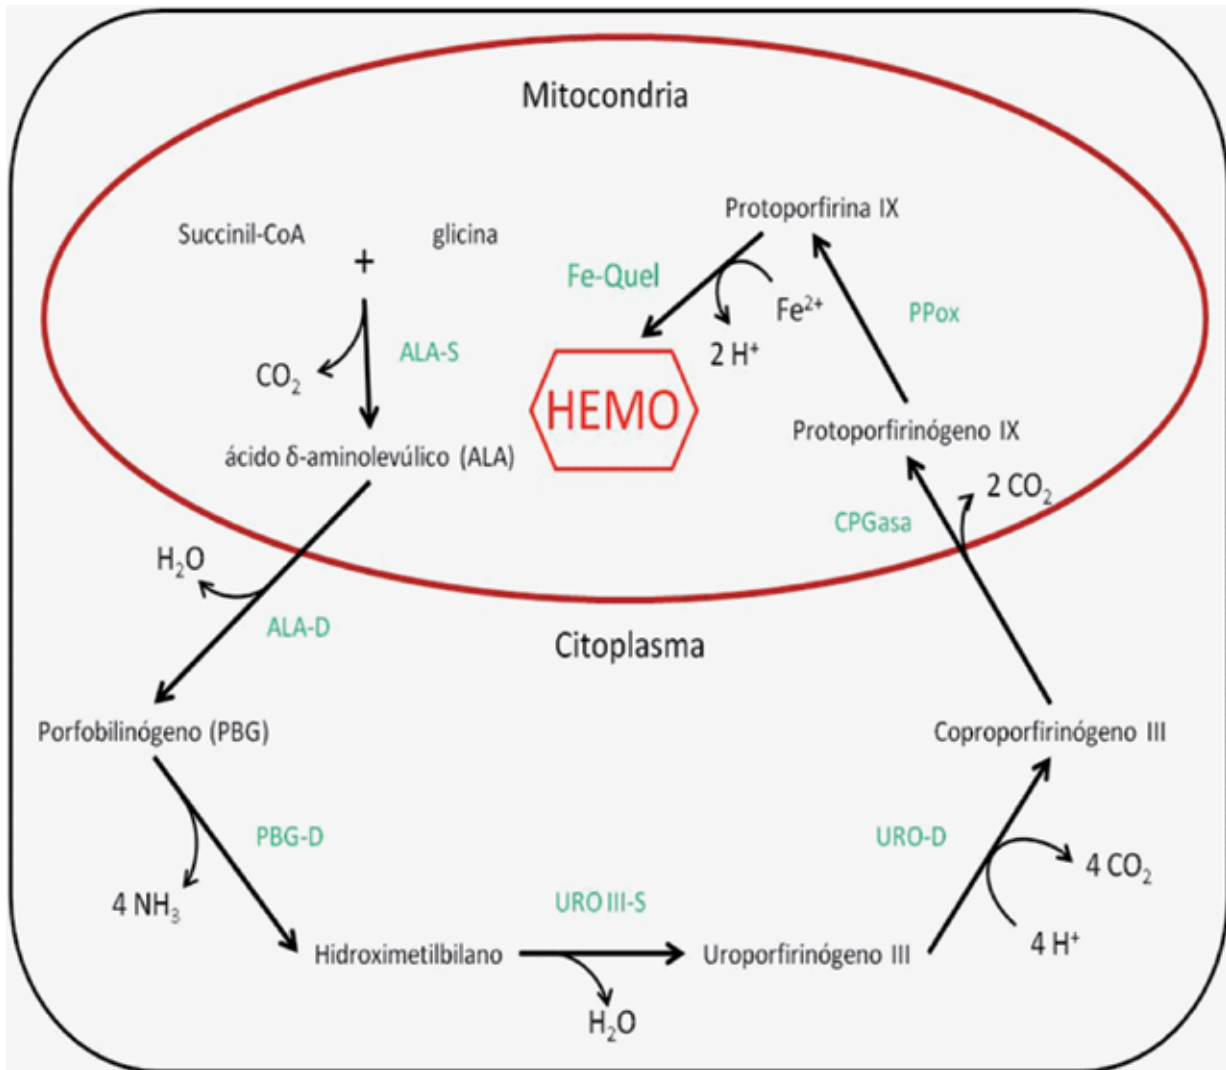 Mitocondria
Succinil-CoA
+
glicina
CO₂
ALA-S
ácido δ-aminolevúlico (ALA)
H₂O
ALA-D
Citoplasma
Porfobilinógeno (PBG)
PBG-D
4 NH₃
Hidroximetilbilano
URO III-S
H₂O
Uroporfirinógeno III
URO-D
4 CO₂
4 H⁺
Coproporfirinógeno III
CPGasa
2 CO₂
Protoporfirinógeno IX
PPox
Protoporfirina IX
Fe-Quel
Fe²⁺
2 H⁺
HEMO